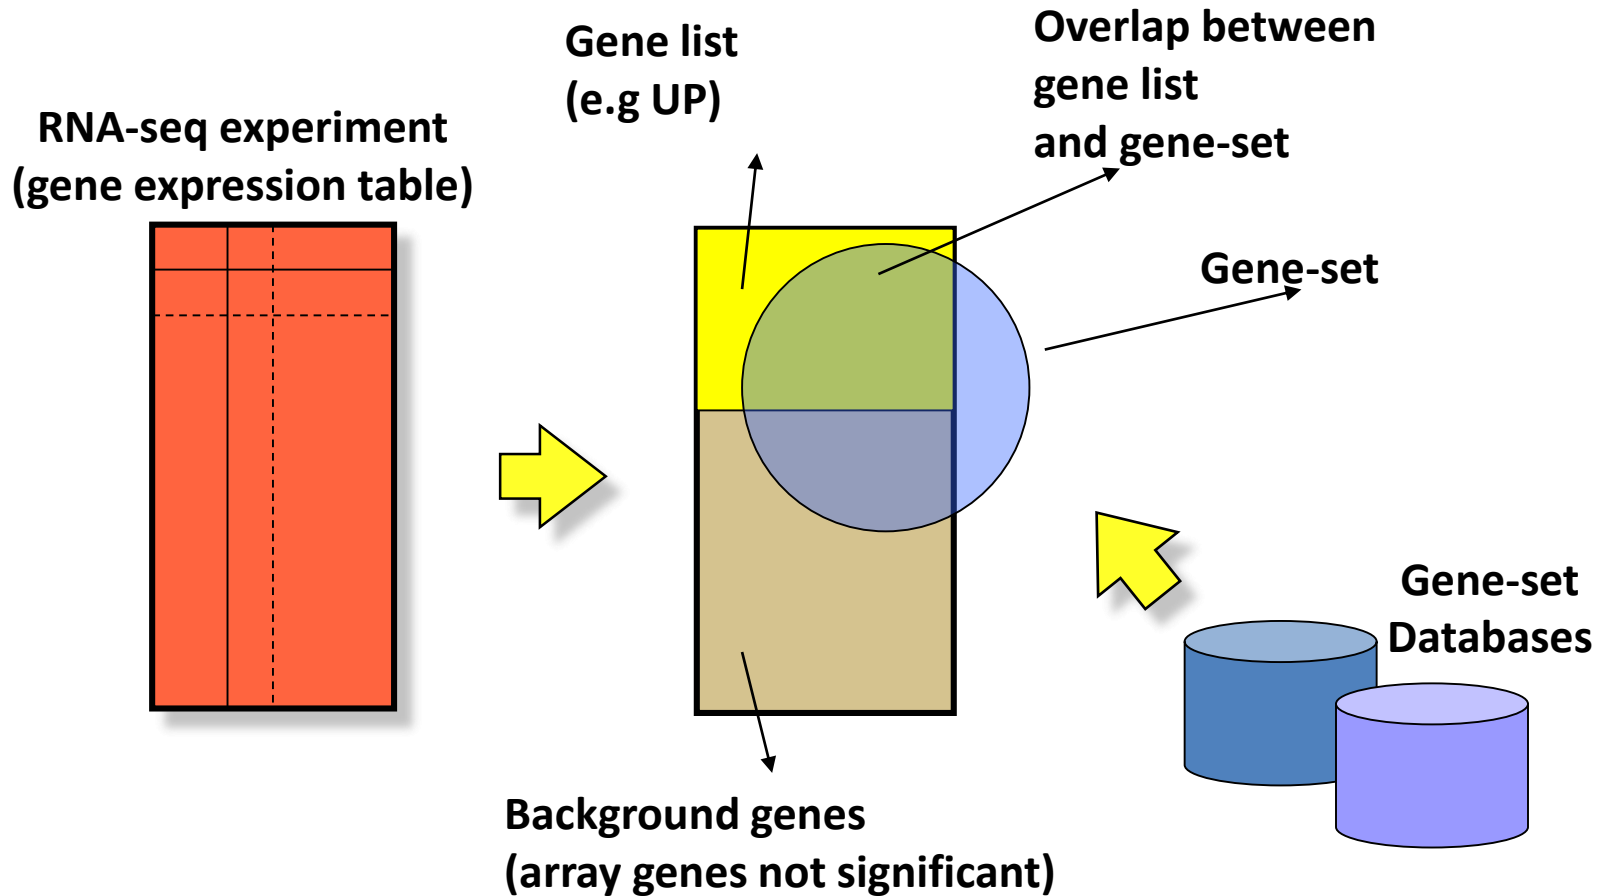 RNA-seq experiment
(gene expression table)
Gene list
(e.g UP)
Overlap between
gene list
and gene-set
Gene-set
Gene-set
Databases
Background genes
(array genes not significant)